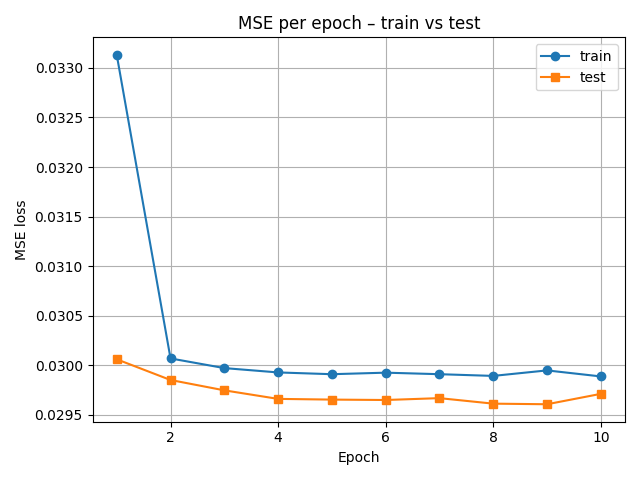 MSE per epoch – train vs test
train
test
0.0330
0.0325
0.0320
0.0315
0.0310
0.0305
0.0300
0.0295
MSE loss
2 4 6 8 10
Epoch